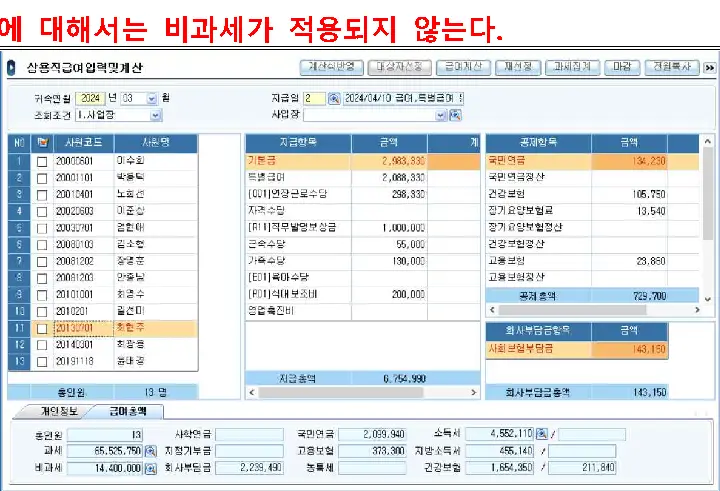 에 대해서는 비과세가 적용되지 않는다.
상용직급여입력및계산
계산식반영 대상자선정 급여계산 재선정 과세집계 마감 전월복사
귀속연월 2024 년 03 월 지급일 2 2024/04/10 급여,특별급여
조회조건 1.사업장 사업장
NO 사원코드 사원명
1 20000601 이수희
2 20001101 박용덕
3 20010401 노희선
4 20020603 이준상
5 20030701 엄현애
6 20080103 김소형
7 20081202 장명훈
8 20081203 안종남
9 20101001 최명수
10 2010201 길선미
11 20130701 최현주
12 20140301 최광용
13 20191118 윤태경
총인원 13 명
지급항목 금액 계
기본급 2,983,330
특별급여 2,088,330
[O01]연장근로수당 298,330
자격수당
[R11]직무발명보상금 1,000,000
근속수당 55,000
가족수당 130,000
[E01]육아수당
[P01]식대보조비 200,000
영업촉진비
지급총액 6,754,990
공제항목 금액
국민연금 134,230
국민연금정산
건강보험 105,750
장기요양보험료 13,540
장기요양보험정산
건강보험정산
고용보험 23,860
고용보험정산
공제총액 729,700
회사부담금항목 금액
사회보험부담금 143,150
회사부담금총액 143,150
개인정보 급여총액
총인원 13 사학연금 국민연금 2,099,940 소득세 4,552,110 /
과세 65,525,750 지정기부금 고용보험 373,300 지방소득세 455,140 /
비과세 14,400,000 회사부담금 2,239,490 농특세 건강보험 1,654,350 / 211,840